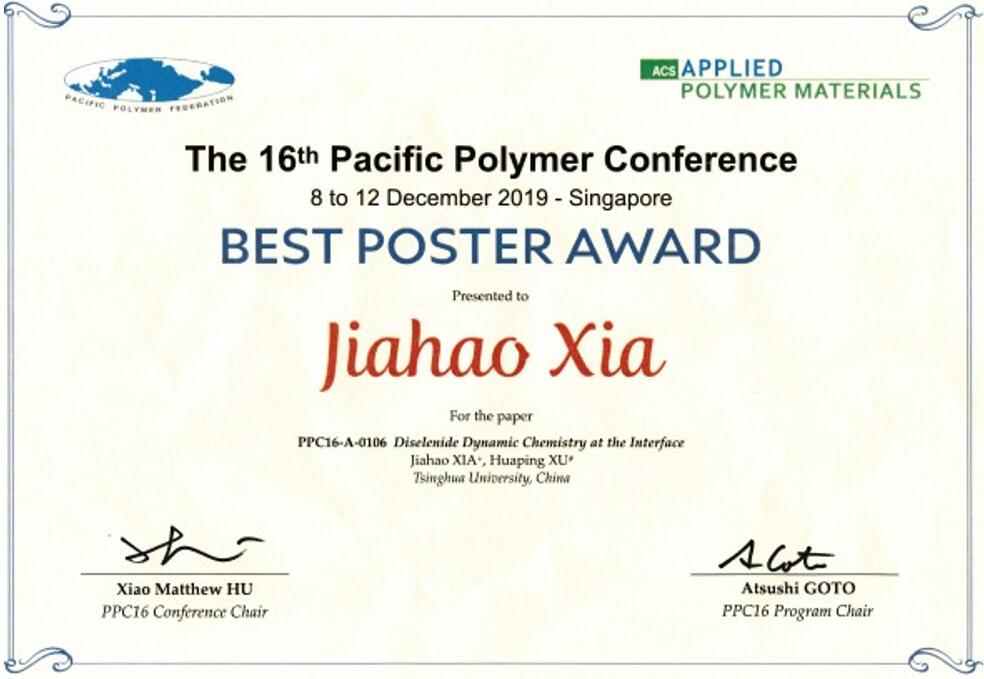 PACIFIC POLYMER FEDERATION
ACS APPLIED
POLYMER MATERIALS
The 16th Pacific Polymer Conference
8 to 12 December 2019 - Singapore
BEST POSTER AWARD
Presented to
Jiahao Xia
For the paper
PPC16-A-0106 Diselenide Dynamic Chemistry at the Interface
Jiahao XIA+, Huaping XU#
Tsinghua University, China
Xiao Matthew HU
PPC16 Conference Chair
A Goto
Atsushi GOTO
PPC16 Program Chair